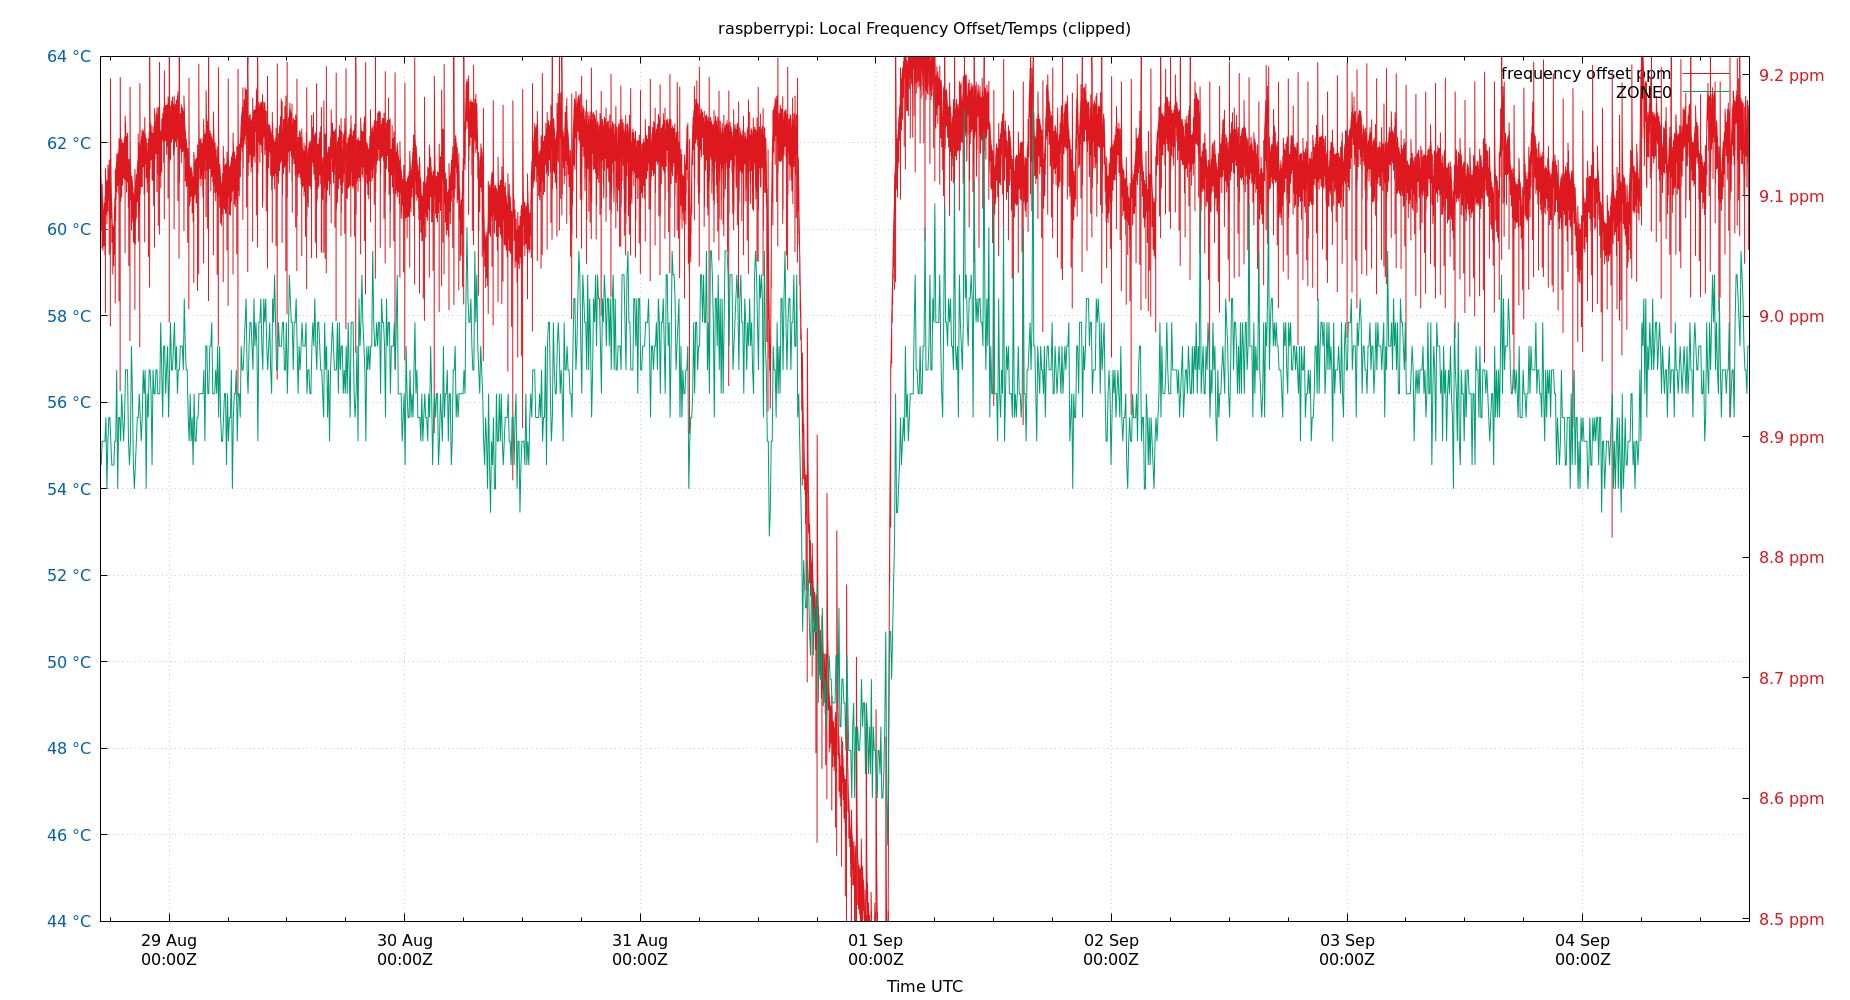 raspberrypi: Local Frequency Offset/Temps (clipped)
64 °C
62 °C
60 °C
58 °C
56 °C
54 °C
52 °C
50 °C
48 °C
46 °C
44 °C
frequency offset ppm
ZONE0
9.2 ppm
9.1 ppm
9.0 ppm
8.9 ppm
8.8 ppm
8.7 ppm
8.6 ppm
8.5 ppm
29 Aug
00:00Z
30 Aug
00:00Z
31 Aug
00:00Z
01 Sep
00:00Z
02 Sep
00:00Z
03 Sep
00:00Z
04 Sep
00:00Z
Time UTC